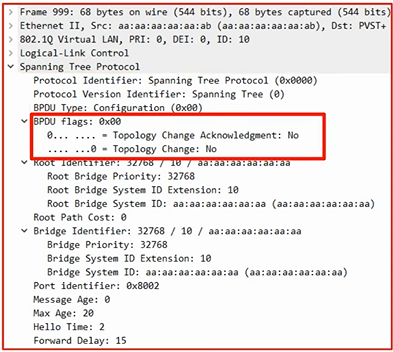 Frame 999: 68 bytes on wire (544 bits), 68 bytes captured (544 bits)
Ethernet II, Src: aa:aa:aa:aa:aa:ab (aa:aa:aa:aa:aa:ab), Dst: PVST+
802.1Q Virtual LAN, PRI: 0, DEI: 0, ID: 10
Logical-Link Control
Spanning Tree Protocol
Protocol Identifier: Spanning Tree Protocol (0x0000)
Protocol Version Identifier: Spanning Tree (0)
BPDU Type: Configuration (0x00)
BPDU flags: 0x00
0... .... = Topology Change Acknowledgment: No
.... ...0 = Topology Change: No
Root Identifier: 32768 / 10 / aa:aa:aa:aa:aa:aa
Root Bridge Priority: 32768
Root Bridge System ID Extension: 10
Root Bridge System ID: aa:aa:aa:aa:aa:aa (aa:aa:aa:aa:aa:aa)
Root Path Cost: 0
Bridge Identifier: 32768 / 10 / aa:aa:aa:aa:aa:aa
Bridge Priority: 32768
Bridge System ID Extension: 10
Bridge System ID: aa:aa:aa:aa:aa:aa (aa:aa:aa:aa:aa:aa)
Port identifier: 0x8002
Message Age: 0
Max Age: 20
Hello Time: 2
Forward Delay: 15